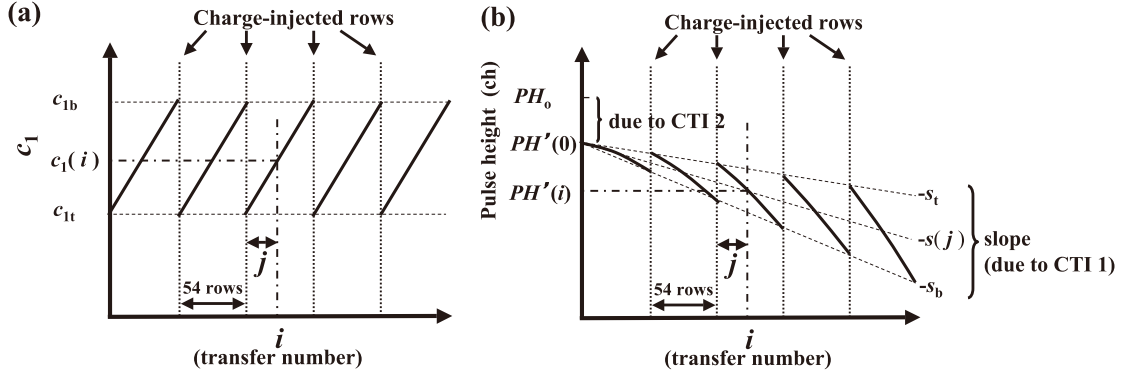 (a)
Charge-injected rows
c1
c1b
c1(i)
c1t
j
54 rows
i
(transfer number)
(b)
Charge-injected rows
Pulse height (ch)
PHo
due to CTI 2
PH′(0)
PH′(i)
-st
-s(j)
-sb
slope
(due to CTI 1)
j
54 rows
i
(transfer number)